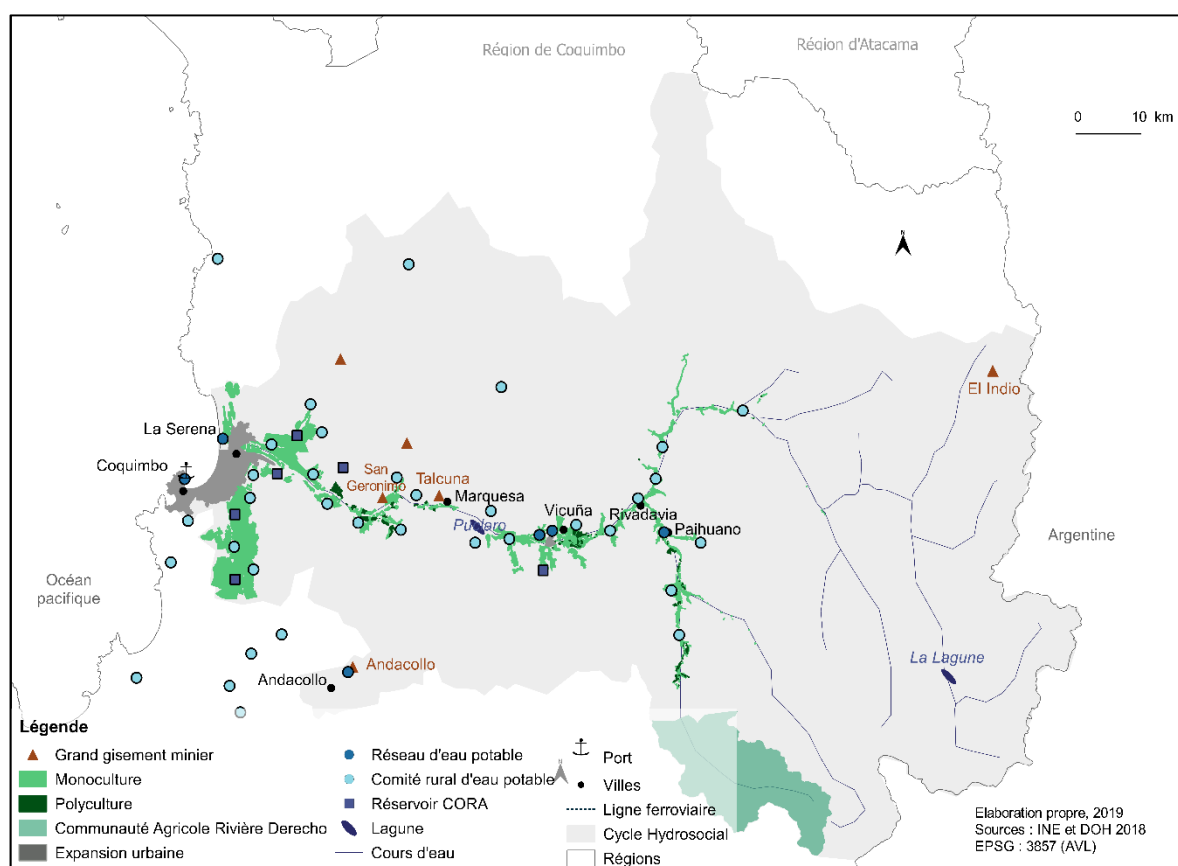 Région de Coquimbo
Région d'Atacama
0 10 km
N
El Indio
La Serena
Coquimbo
San
Geronimo
Talcuna
Marquesa
Puclaro
Vicuña
Rivadavia
Paihuano
Argentine
Océan
pacifique
La Lagune
Andacollo
Andacollo
Légende
Grand gisement minier
Monoculture
Polyculture
Communauté Agricole Rivière Derecho
Expansion urbaine
Réseau d'eau potable
Comité rural d'eau potable
Réservoir CORA
Lagune
Cours d'eau
N
Port
Villes
Ligne ferroviaire
Cycle Hydrosocial
Régions
Elaboration propre, 2019
Sources : INE et DOH 2018
EPSG : 3857 (AVL)